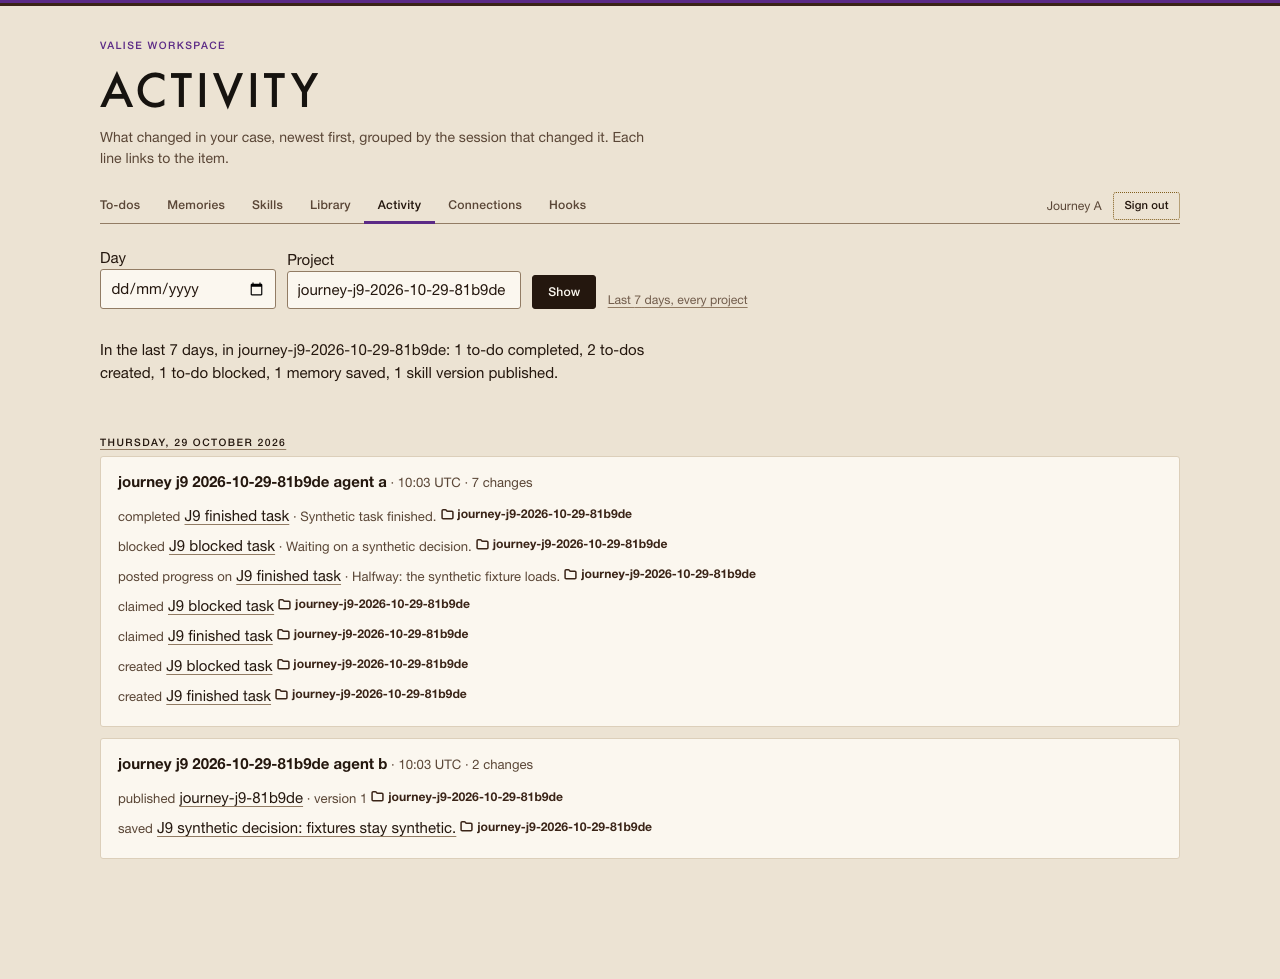 VALISE WORKSPACE
ACTIVITY
What changed in your case, newest first, grouped by the session that changed it. Each
line links to the item.
To-dos Memories Skills Library Activity Connections Hooks Journey A Sign out
Day Project
dd/mm/yyyy journey-j9-2026-10-29-81b9de Show Last 7 days, every project
In the last 7 days, in journey-j9-2026-10-29-81b9de: 1 to-do completed, 2 to-dos
created, 1 to-do blocked, 1 memory saved, 1 skill version published.
THURSDAY, 29 OCTOBER 2026
journey j9 2026-10-29-81b9de agent a · 10:03 UTC · 7 changes
completed J9 finished task · Synthetic task finished. journey-j9-2026-10-29-81b9de
blocked J9 blocked task · Waiting on a synthetic decision. journey-j9-2026-10-29-81b9de
posted progress on J9 finished task · Halfway: the synthetic fixture loads. journey-j9-2026-10-29-81b9de
claimed J9 blocked task journey-j9-2026-10-29-81b9de
claimed J9 finished task journey-j9-2026-10-29-81b9de
created J9 blocked task journey-j9-2026-10-29-81b9de
created J9 finished task journey-j9-2026-10-29-81b9de
journey j9 2026-10-29-81b9de agent b · 10:03 UTC · 2 changes
published journey-j9-81b9de · version 1 journey-j9-2026-10-29-81b9de
saved J9 synthetic decision: fixtures stay synthetic. journey-j9-2026-10-29-81b9de